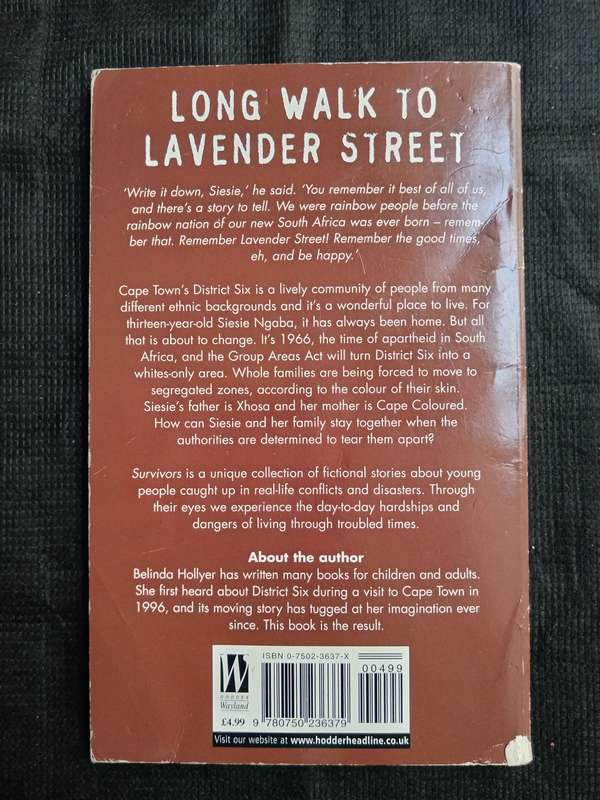 LONG WALK TO
LAVENDER STREET
'Write it down, Siesie,' he said. 'You remember it best of all of us,
and there's a story to tell. We were rainbow people before the
rainbow nation of our new South Africa was ever born – remem-
ber that. Remember Lavender Street! Remember the good times,
eh, and be happy.'
Cape Town's District Six is a lively community of people from many
different ethnic backgrounds and it's a wonderful place to live. For
thirteen-year-old Siesie Ngaba, it has always been home. But all
that is about to change. It's 1966, the time of apartheid in South
Africa, and the Group Areas Act will turn District Six into a
whites-only area. Whole families are being forced to move to
segregated zones, according to the colour of their skin.
Siesie's father is Xhosa and her mother is Cape Coloured.
How can Siesie and her family stay together when the
authorities are determined to tear them apart?
Survivors is a unique collection of fictional stories about young
people caught up in real-life conflicts and disasters. Through
their eyes we experience the day-to-day hardships and
dangers of living through troubled times.
About the author
Belinda Hollyer has written many books for children and adults.
She first heard about District Six during a visit to Cape Town in
1996, and its moving story has tugged at her imagination ever
since. This book is the result.
ISBN 0-7502-3637-X
00499
W
HODDER
Wayland
£4.99
9 780750 236379
Visit our website at www.hodderheadline.co.uk